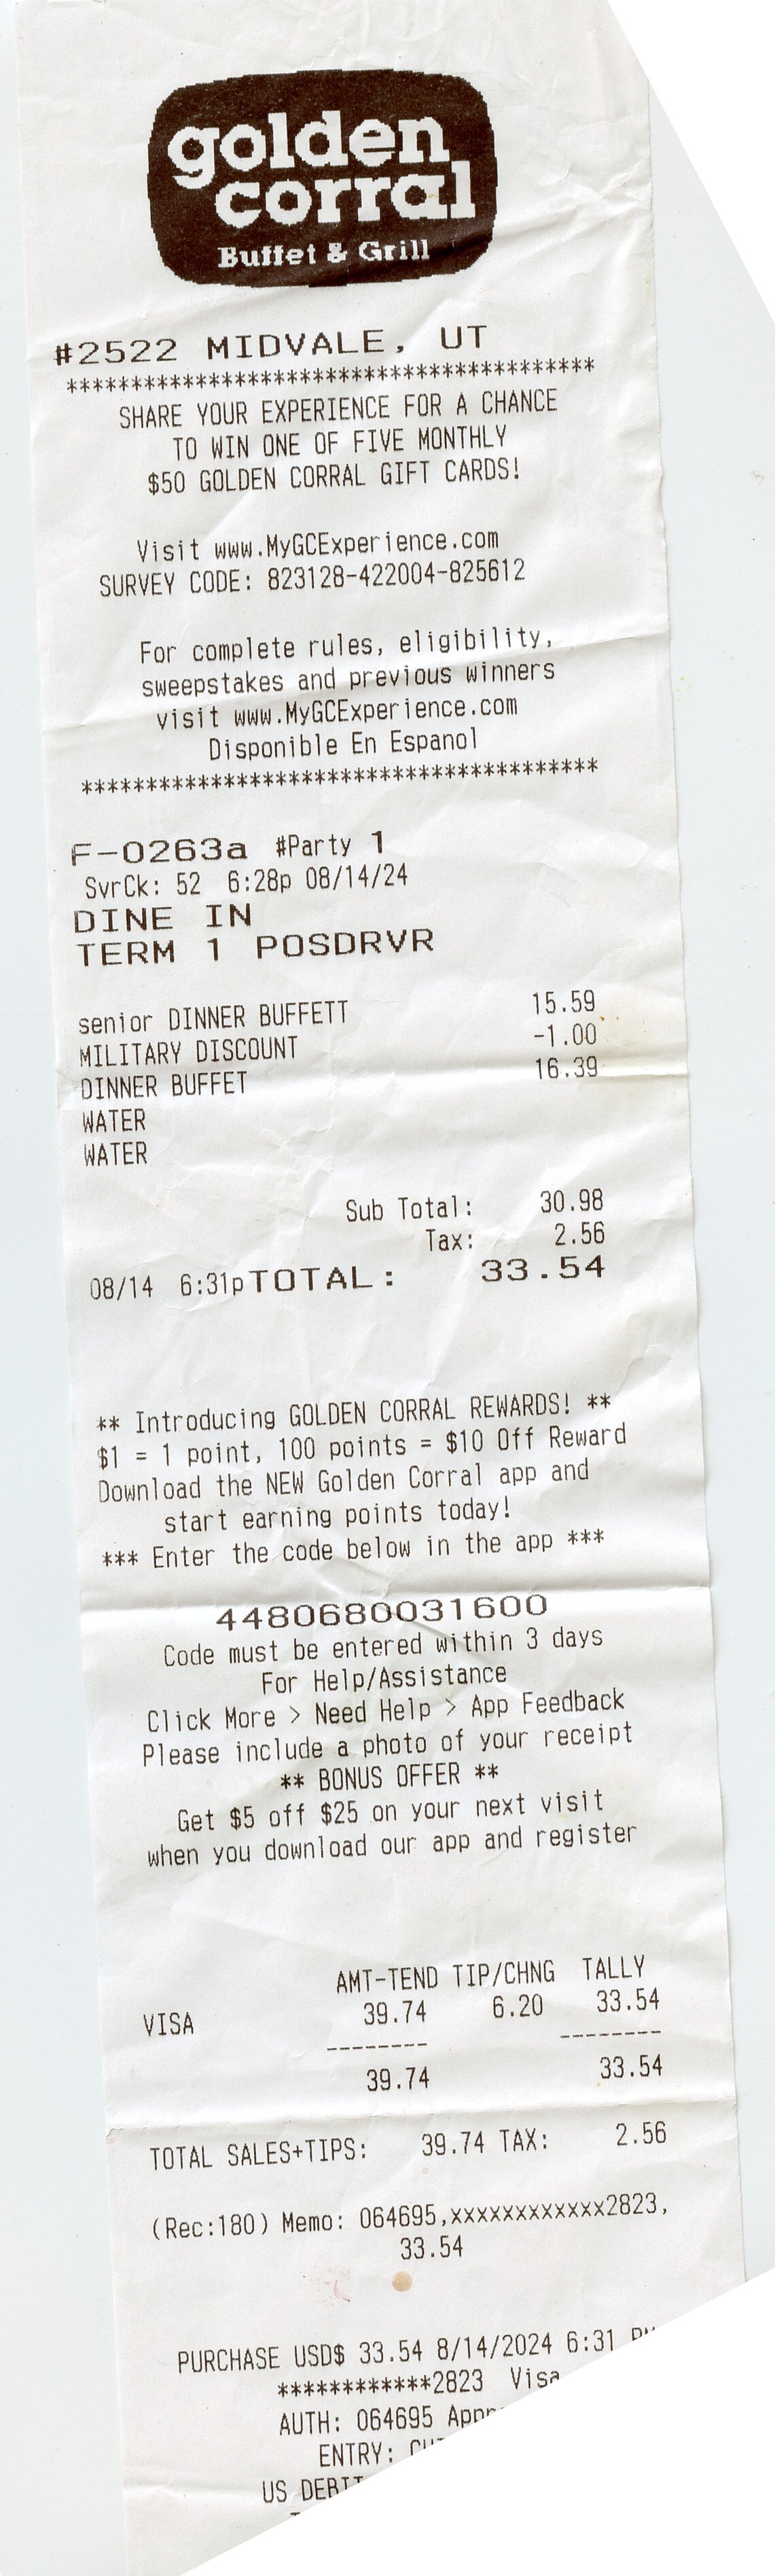 golden
corral
Buffet & Grill
#2522 MIDVALE, UT
*****************************************
SHARE YOUR EXPERIENCE FOR A CHANCE
TO WIN ONE OF FIVE MONTHLY
$50 GOLDEN CORRAL GIFT CARDS!
Visit www.MyGCExperience.com
SURVEY CODE: 823128-422004-825612
For complete rules, eligibility,
sweepstakes and previous winners
visit www.MyGCExperience.com
Disponible En Espanol
****************************************
F-0263a #Party 1
SvrCk: 52 6:28p 08/14/24
DINE IN
TERM 1 POSDRVR
senior DINNER BUFFETT 15.59
MILITARY DISCOUNT -1.00
DINNER BUFFET 16.39
WATER
WATER
Sub Total: 30.98
Tax: 2.56
08/14 6:31pTOTAL: 33.54
** Introducing GOLDEN CORRAL REWARDS! **
$1 = 1 point, 100 points = $10 Off Reward
Download the NEW Golden Corral app and
start earning points today!
*** Enter the code below in the app ***
4480680031600
Code must be entered within 3 days
For Help/Assistance
Click More > Need Help > App Feedback
Please include a photo of your receipt
** BONUS OFFER **
Get $5 off $25 on your next visit
when you download our app and register
AMT-TEND TIP/CHNG TALLY
VISA 39.74 6.20 33.54
-------- --------
39.74 33.54
TOTAL SALES+TIPS: 39.74 TAX: 2.56
(Rec:180) Memo: 064695,xxxxxxxxxxxx2823,
33.54
PURCHASE USD$ 33.54 8/14/2024 6:31
************2823 Visa
AUTH: 064695
ENTRY:
US DEBIT